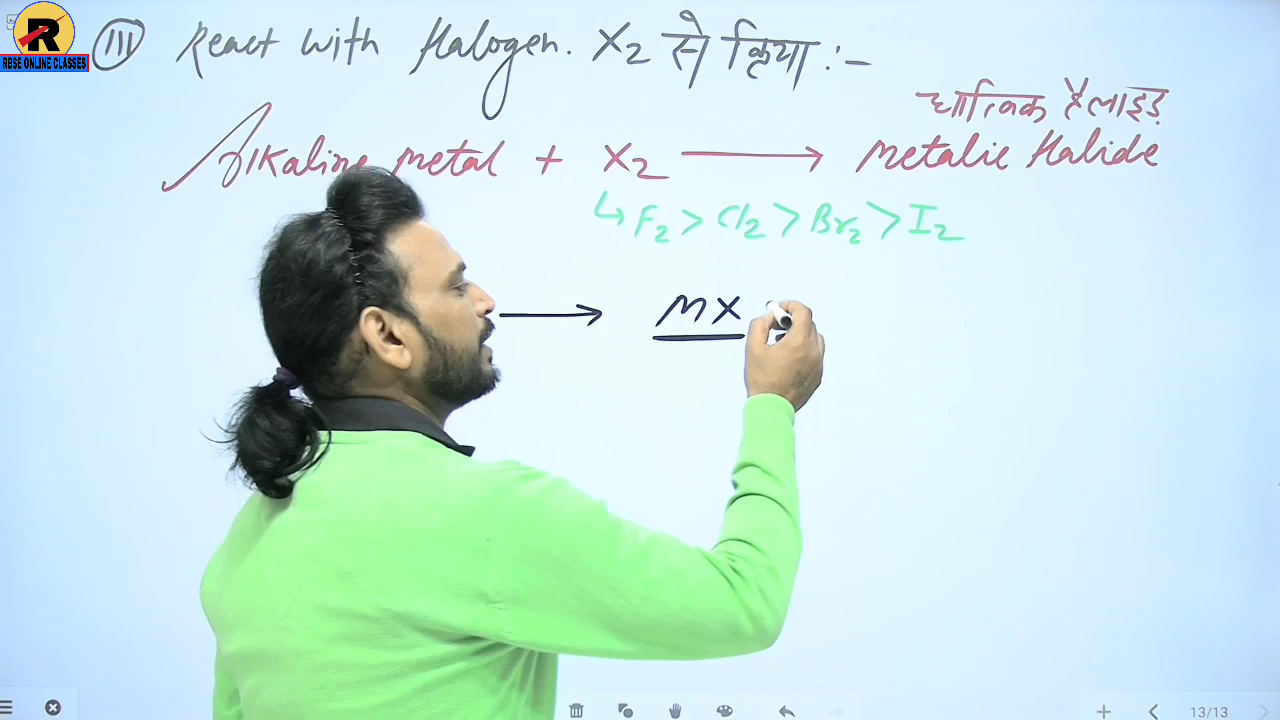 R
RBSE ONLINE CLASSES
III React with Halogen. X2 से क्रिया :-
धात्विक हैलाइड
Alkaline metal + X2 → Metalic Halide
↳ F2 > Cl2 > Br2 > I2
→ MX
13/13